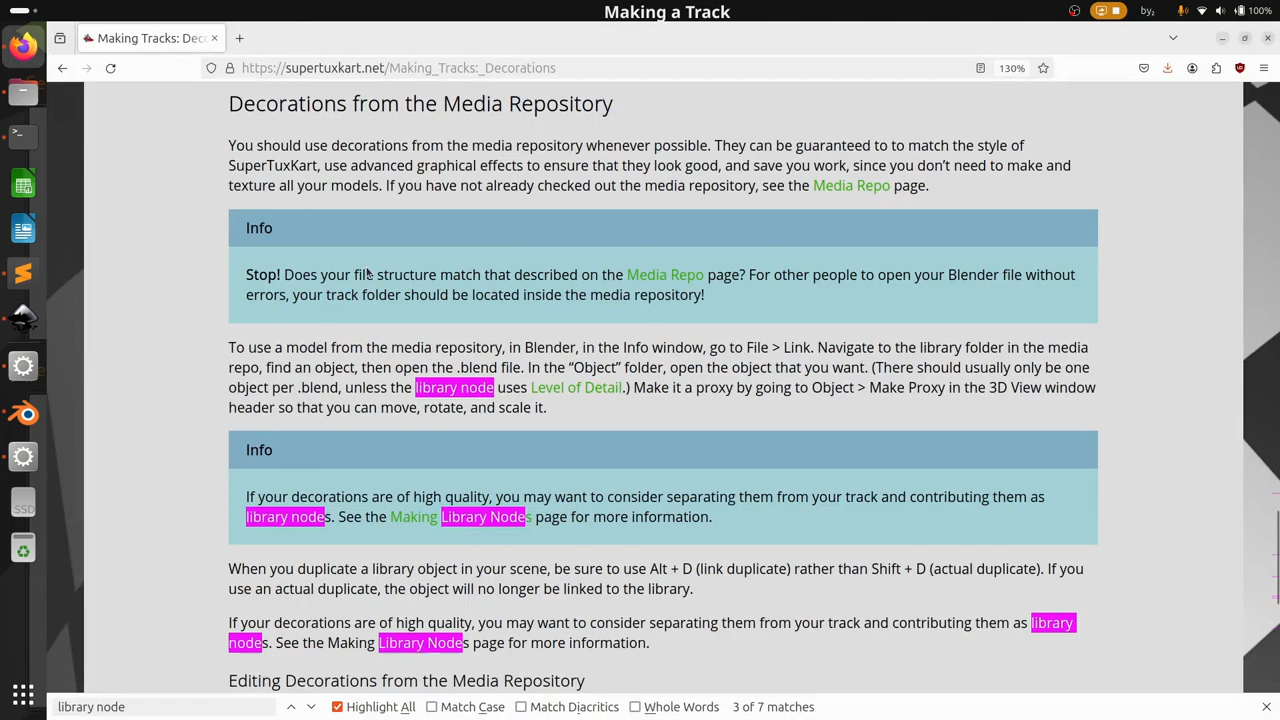 Making a Track
by₂
100%
Making Tracks: Dec
https://supertuxkart.net/Making_Tracks:_Decorations
130%
Decorations from the Media Repository
You should use decorations from the media repository whenever possible. They can be guaranteed to to match the style of
SuperTuxKart, use advanced graphical effects to ensure that they look good, and save you work, since you don’t need to make and
texture all your models. If you have not already checked out the media repository, see the Media Repo page.
Info
Stop! Does your file structure match that described on the Media Repo page? For other people to open your Blender file without
errors, your track folder should be located inside the media repository!
To use a model from the media repository, in Blender, in the Info window, go to File > Link. Navigate to the library folder in the media
repo, find an object, then open the .blend file. In the “Object” folder, open the object that you want. (There should usually only be one
object per .blend, unless the library node uses Level of Detail.) Make it a proxy by going to Object > Make Proxy in the 3D View window
header so that you can move, rotate, and scale it.
Info
If your decorations are of high quality, you may want to consider separating them from your track and contributing them as
library nodes. See the Making Library Nodes page for more information.
When you duplicate a library object in your scene, be sure to use Alt + D (link duplicate) rather than Shift + D (actual duplicate). If you
use an actual duplicate, the object will no longer be linked to the library.
If your decorations are of high quality, you may want to consider separating them from your track and contributing them as library
nodes. See the Making Library Nodes page for more information.
Editing Decorations from the Media Repository
library node
Highlight All
Match Case
Match Diacritics
Whole Words
3 of 7 matches
SSD